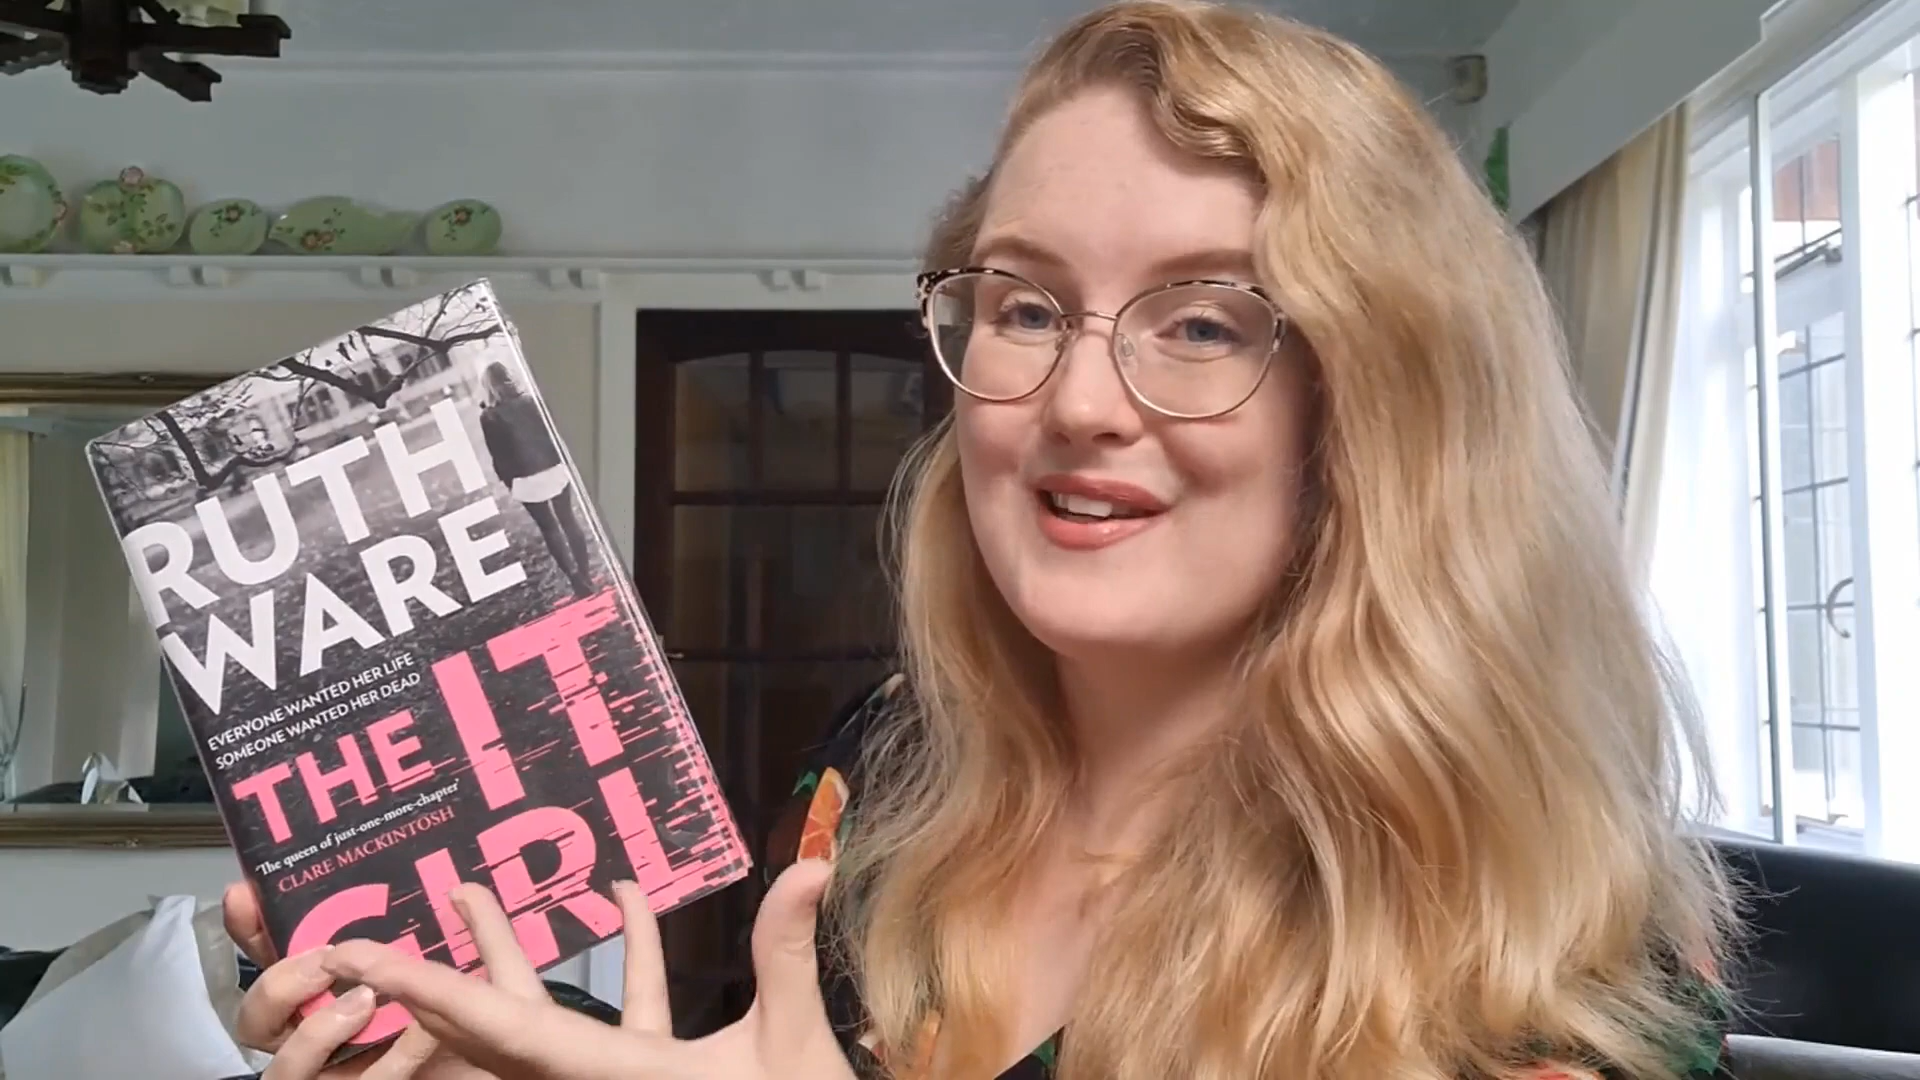 RUTH
WARE
EVERYONE WANTED HER LIFE
SOMEONE WANTED HER DEAD
THE IT
'The queen of just-one-more-chapter'
CLARE MACKINTOSH
GIRL